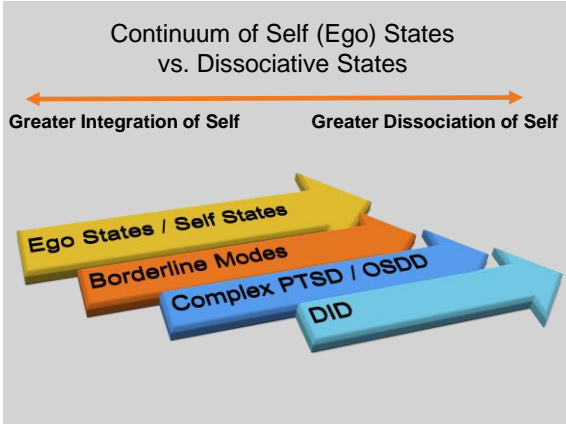 Continuum of Self (Ego) States
vs. Dissociative States
Greater Integration of Self
Greater Dissociation of Self
Ego States / Self States
Borderline Modes
Complex PTSD / OSDD
DID